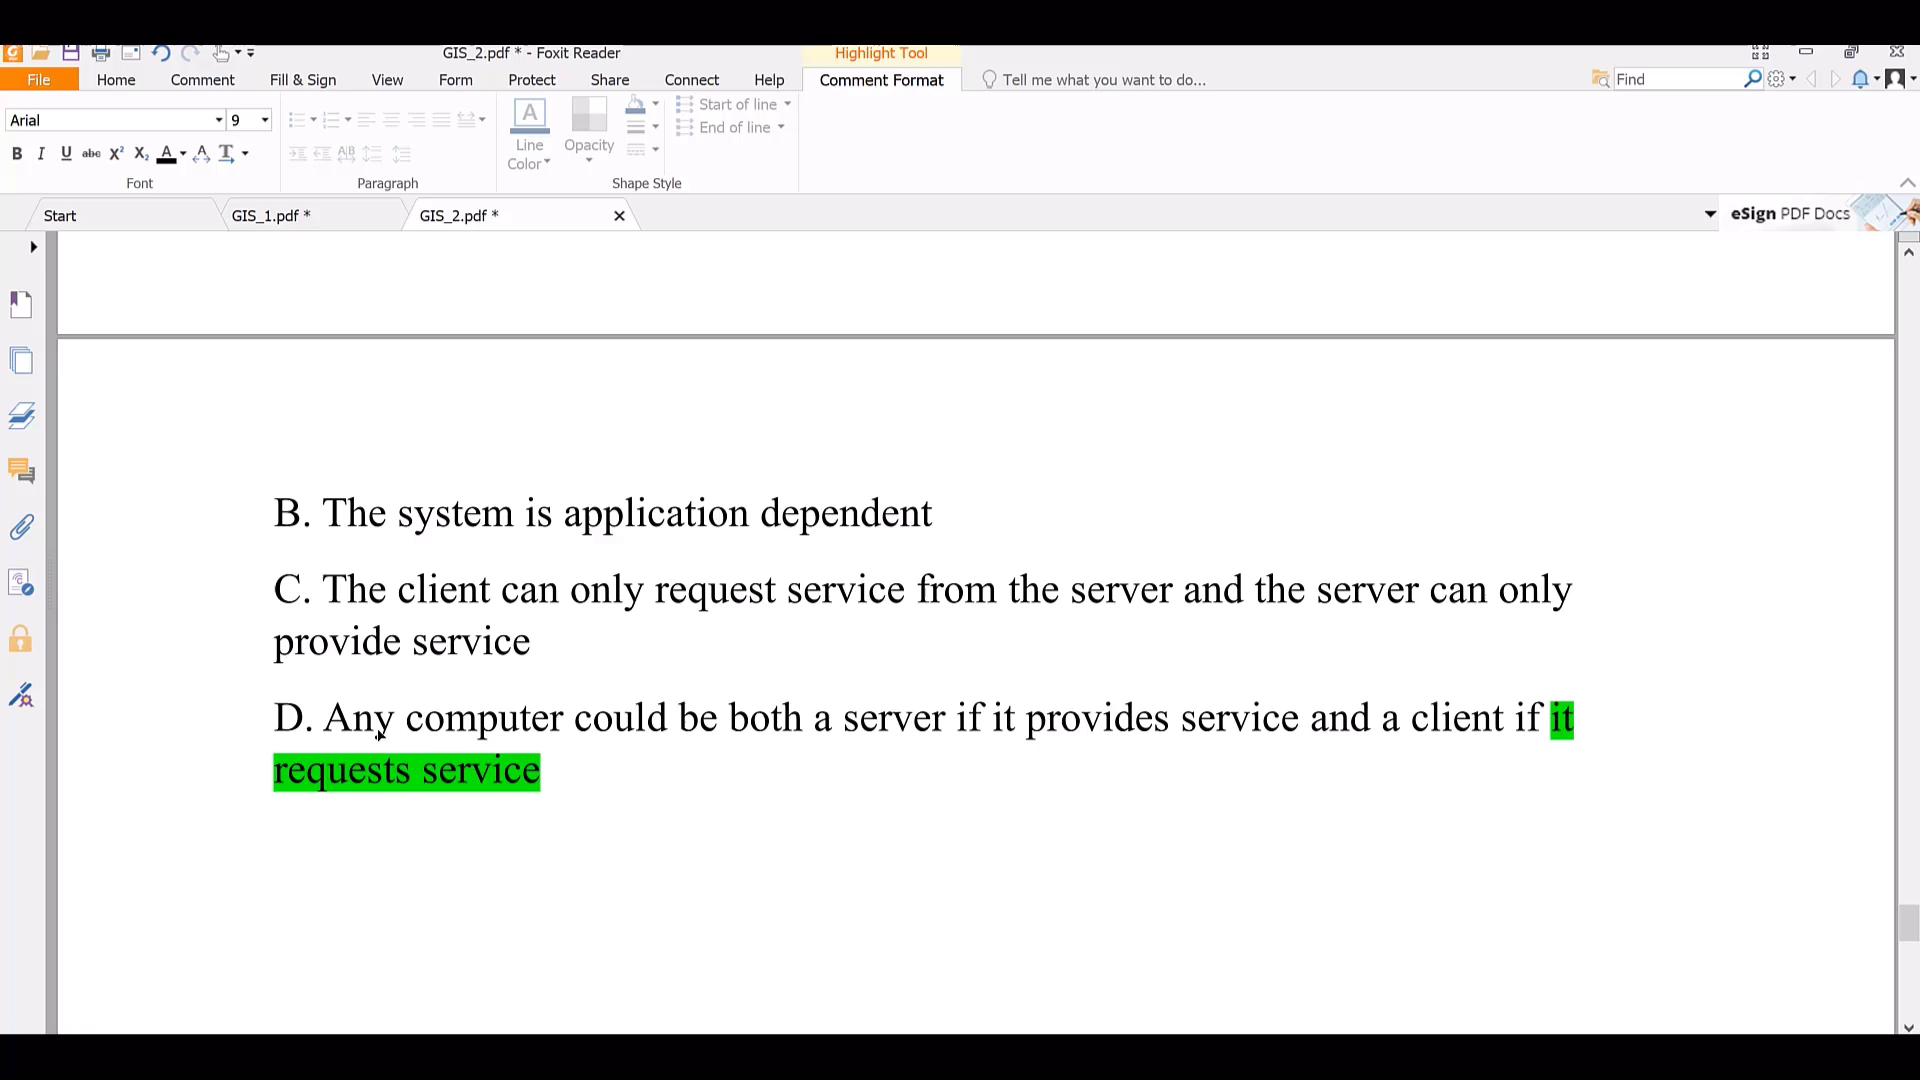 GIS_2.pdf * - Foxit Reader
Highlight Tool
File Home Comment Fill & Sign View Form Protect Share Connect Help Comment Format Tell me what you want to do... Find
Arial 9
Start of line
End of line
B I U abc X² X₂ A A T
Line Color
Opacity
Font Paragraph Shape Style
Start GIS_1.pdf * GIS_2.pdf * eSign PDF Docs
B. The system is application dependent
C. The client can only request service from the server and the server can only
provide service
D. Any computer could be both a server if it provides service and a client if it
requests service